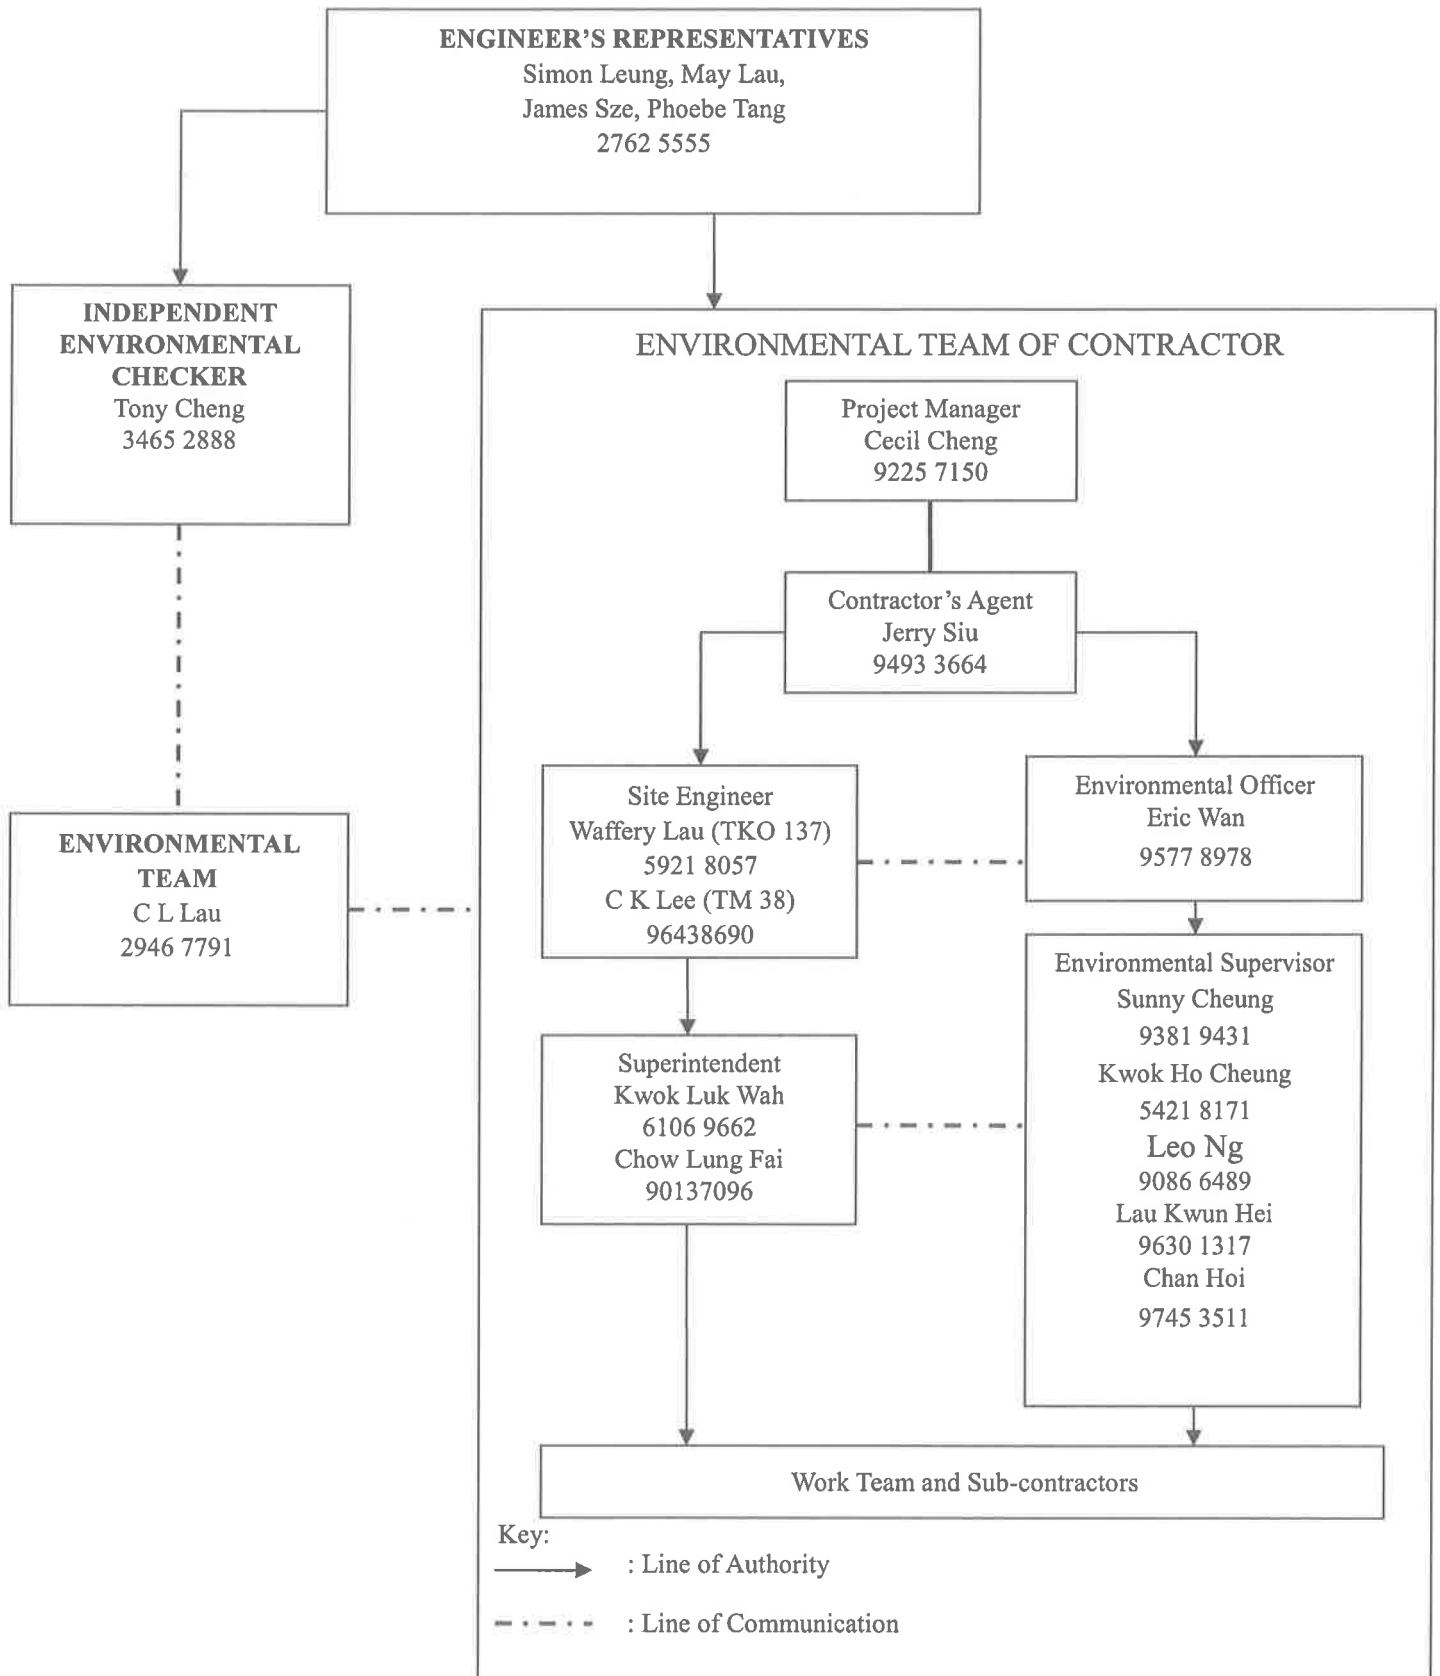 ENGINEER’S REPRESENTATIVES
Simon Leung, May Lau,
James Sze, Phoebe Tang
2762 5555
INDEPENDENT
ENVIRONMENTAL
CHECKER
Tony Cheng
3465 2888
ENVIRONMENTAL
TEAM
C L Lau
2946 7791
ENVIRONMENTAL TEAM OF CONTRACTOR
Project Manager
Cecil Cheng
9225 7150
Contractor’s Agent
Jerry Siu
9493 3664
Site Engineer
Waffery Lau (TKO 137)
5921 8057
C K Lee (TM 38)
96438690
Environmental Officer
Eric Wan
9577 8978
Superintendent
Kwok Luk Wah
6106 9662
Chow Lung Fai
90137096
Environmental Supervisor
Sunny Cheung
9381 9431
Kwok Ho Cheung
5421 8171
Leo Ng
9086 6489
Lau Kwun Hei
9630 1317
Chan Hoi
9745 3511
Work Team and Sub-contractors
Key:
: Line of Authority
: Line of Communication